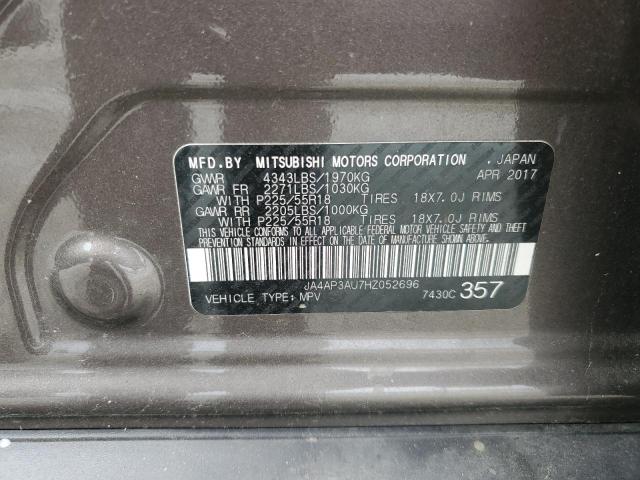 MFD.BY MITSUBISHI MOTORS CORPORATION . JAPAN
GVWR 4343LBS/1970KG APR 2017
GAWR FR 2271LBS/1030KG
WITH P225/55R18 TIRES 18X7.0J RIMS
GAWR RR 2205LBS/1000KG
WITH P225/55R18 TIRES 18X7.0J RIMS
THIS VEHICLE CONFORMS TO ALL APPLICABLE FEDERAL MOTOR VEHICLE SAFETY AND THEFT
PREVENTION STANDARDS IN EFFECT ON THE DATE OF MANUFACTURE SHOWN ABOVE.
JA4AP3AU7HZ052696
VEHICLE TYPE: MPV 7430C 357